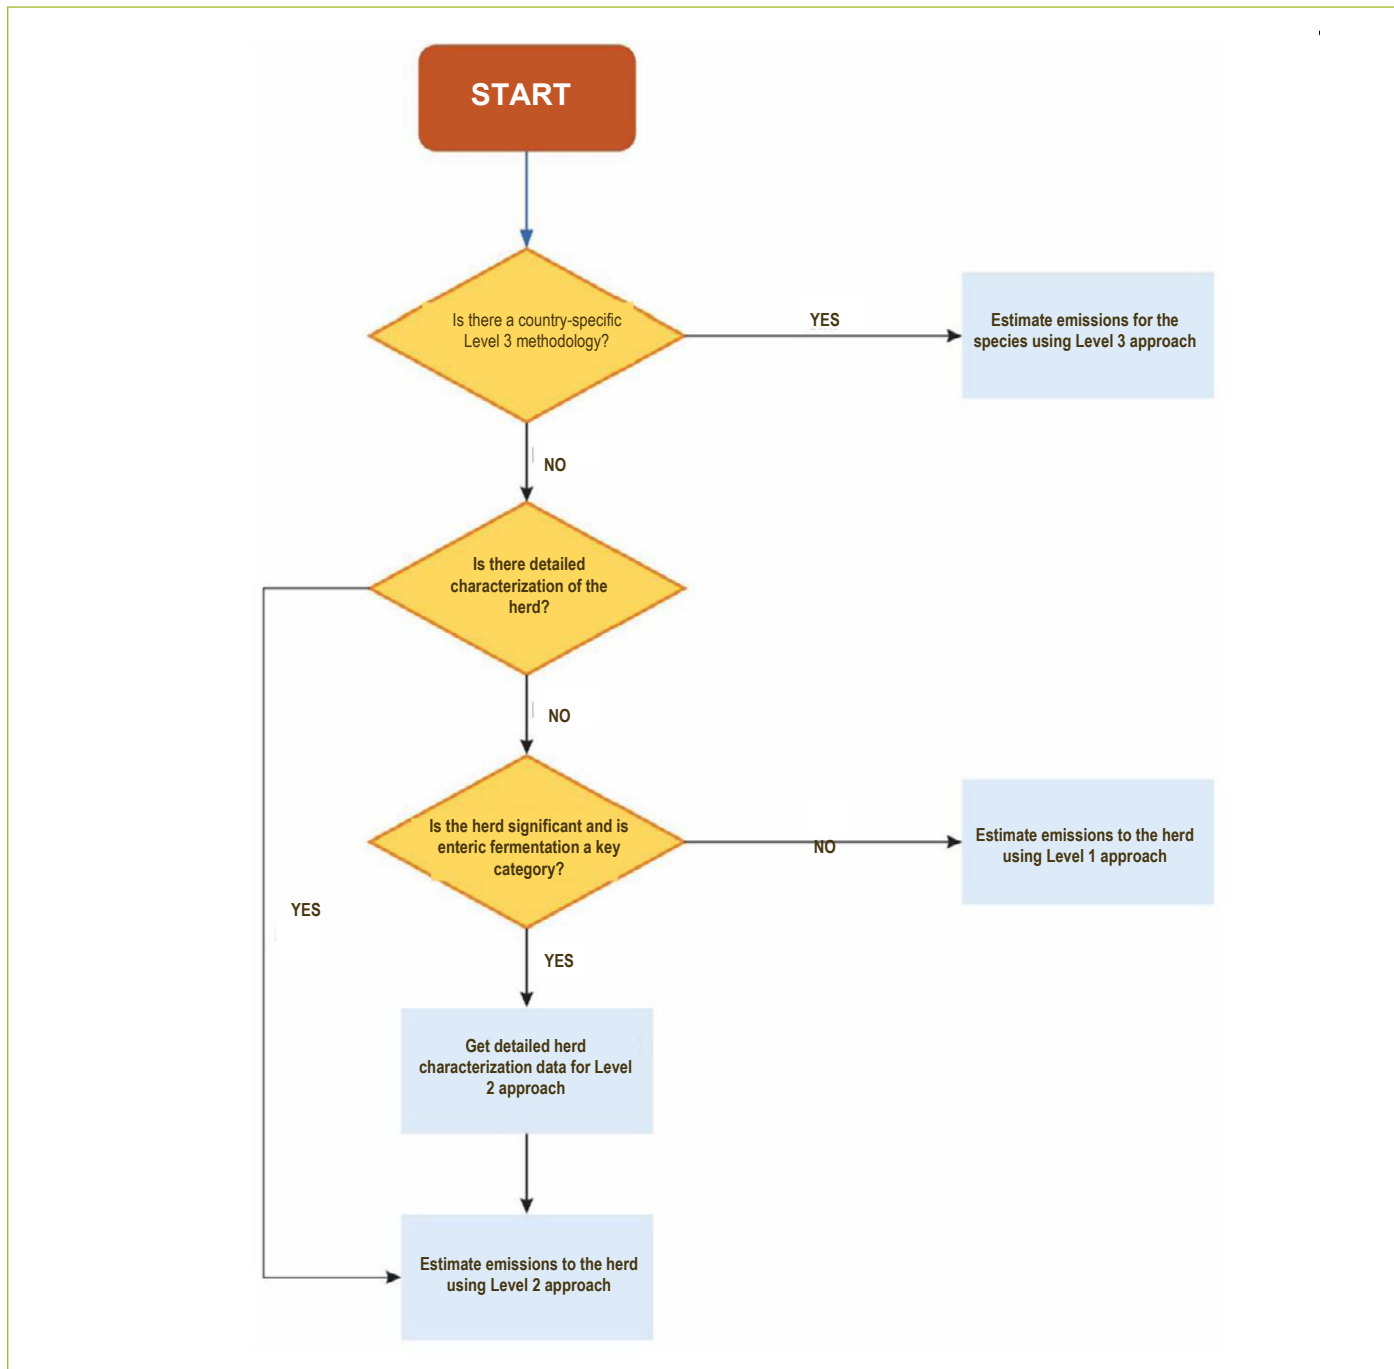 START
Is there a country-specific
Level 3 methodology?
YES
Estimate emissions for the
species using Level 3 approach
NO
Is there detailed
characterization of the
herd?
NO
Is the herd significant and is
enteric fermentation a key
category?
NO
Estimate emissions to the herd
using Level 1 approach
YES
YES
Get detailed herd
characterization data for Level
2 approach
Estimate emissions to the herd
using Level 2 approach